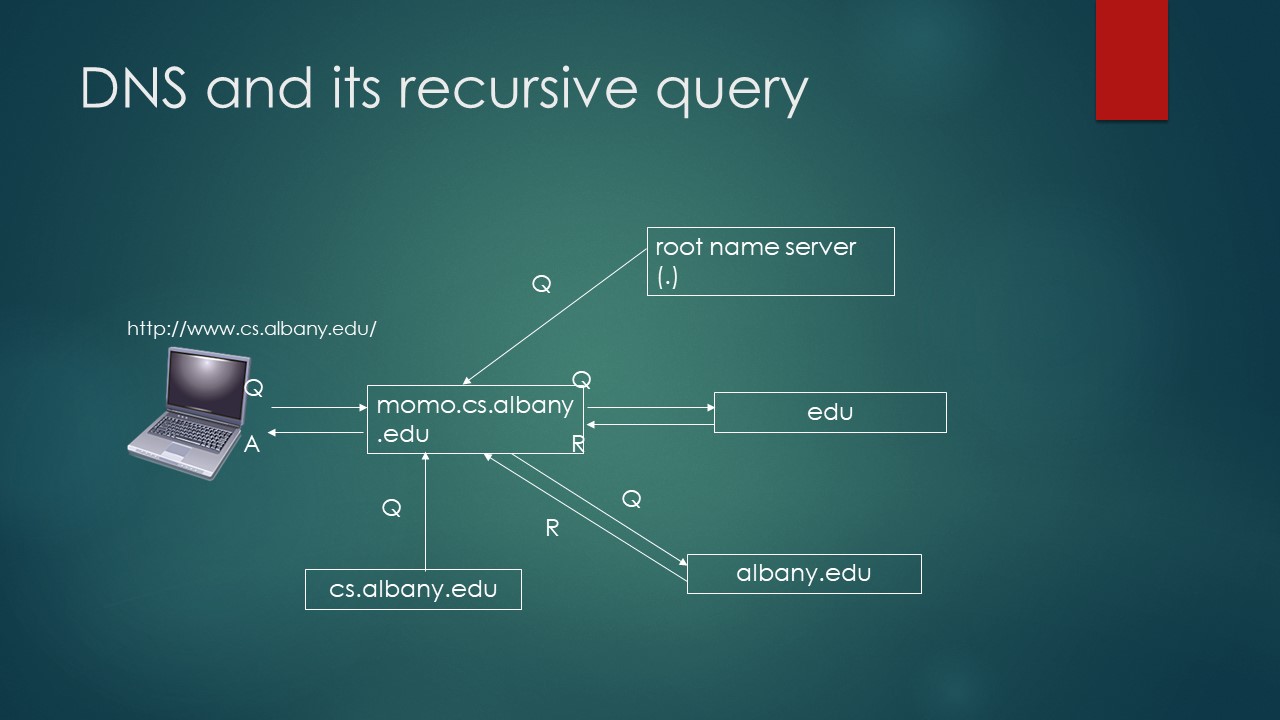 DNS and its recursive query
root name server
(.)
Q
http://www.cs.albany.edu/
Q
Q
momo.cs.albany
.edu
edu
A
R
Q
Q
R
albany.edu
cs.albany.edu